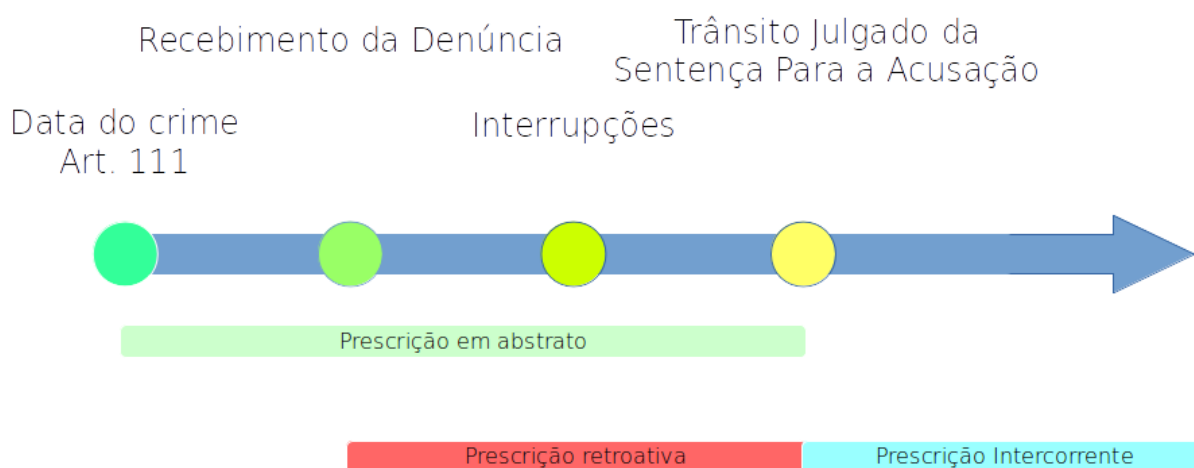 Recebimento da Denúncia
Trânsito Julgado da
Sentença Para a Acusação
Data do crime
Art. 111
Interrupções
Prescrição em abstrato
Prescrição retroativa
Prescrição Intercorrente